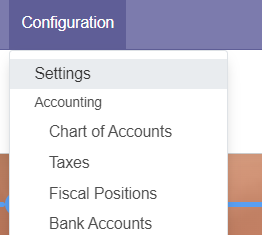 Configuration
Settings
Accounting
Chart of Accounts
Taxes
Fiscal Positions
Bank Accounts